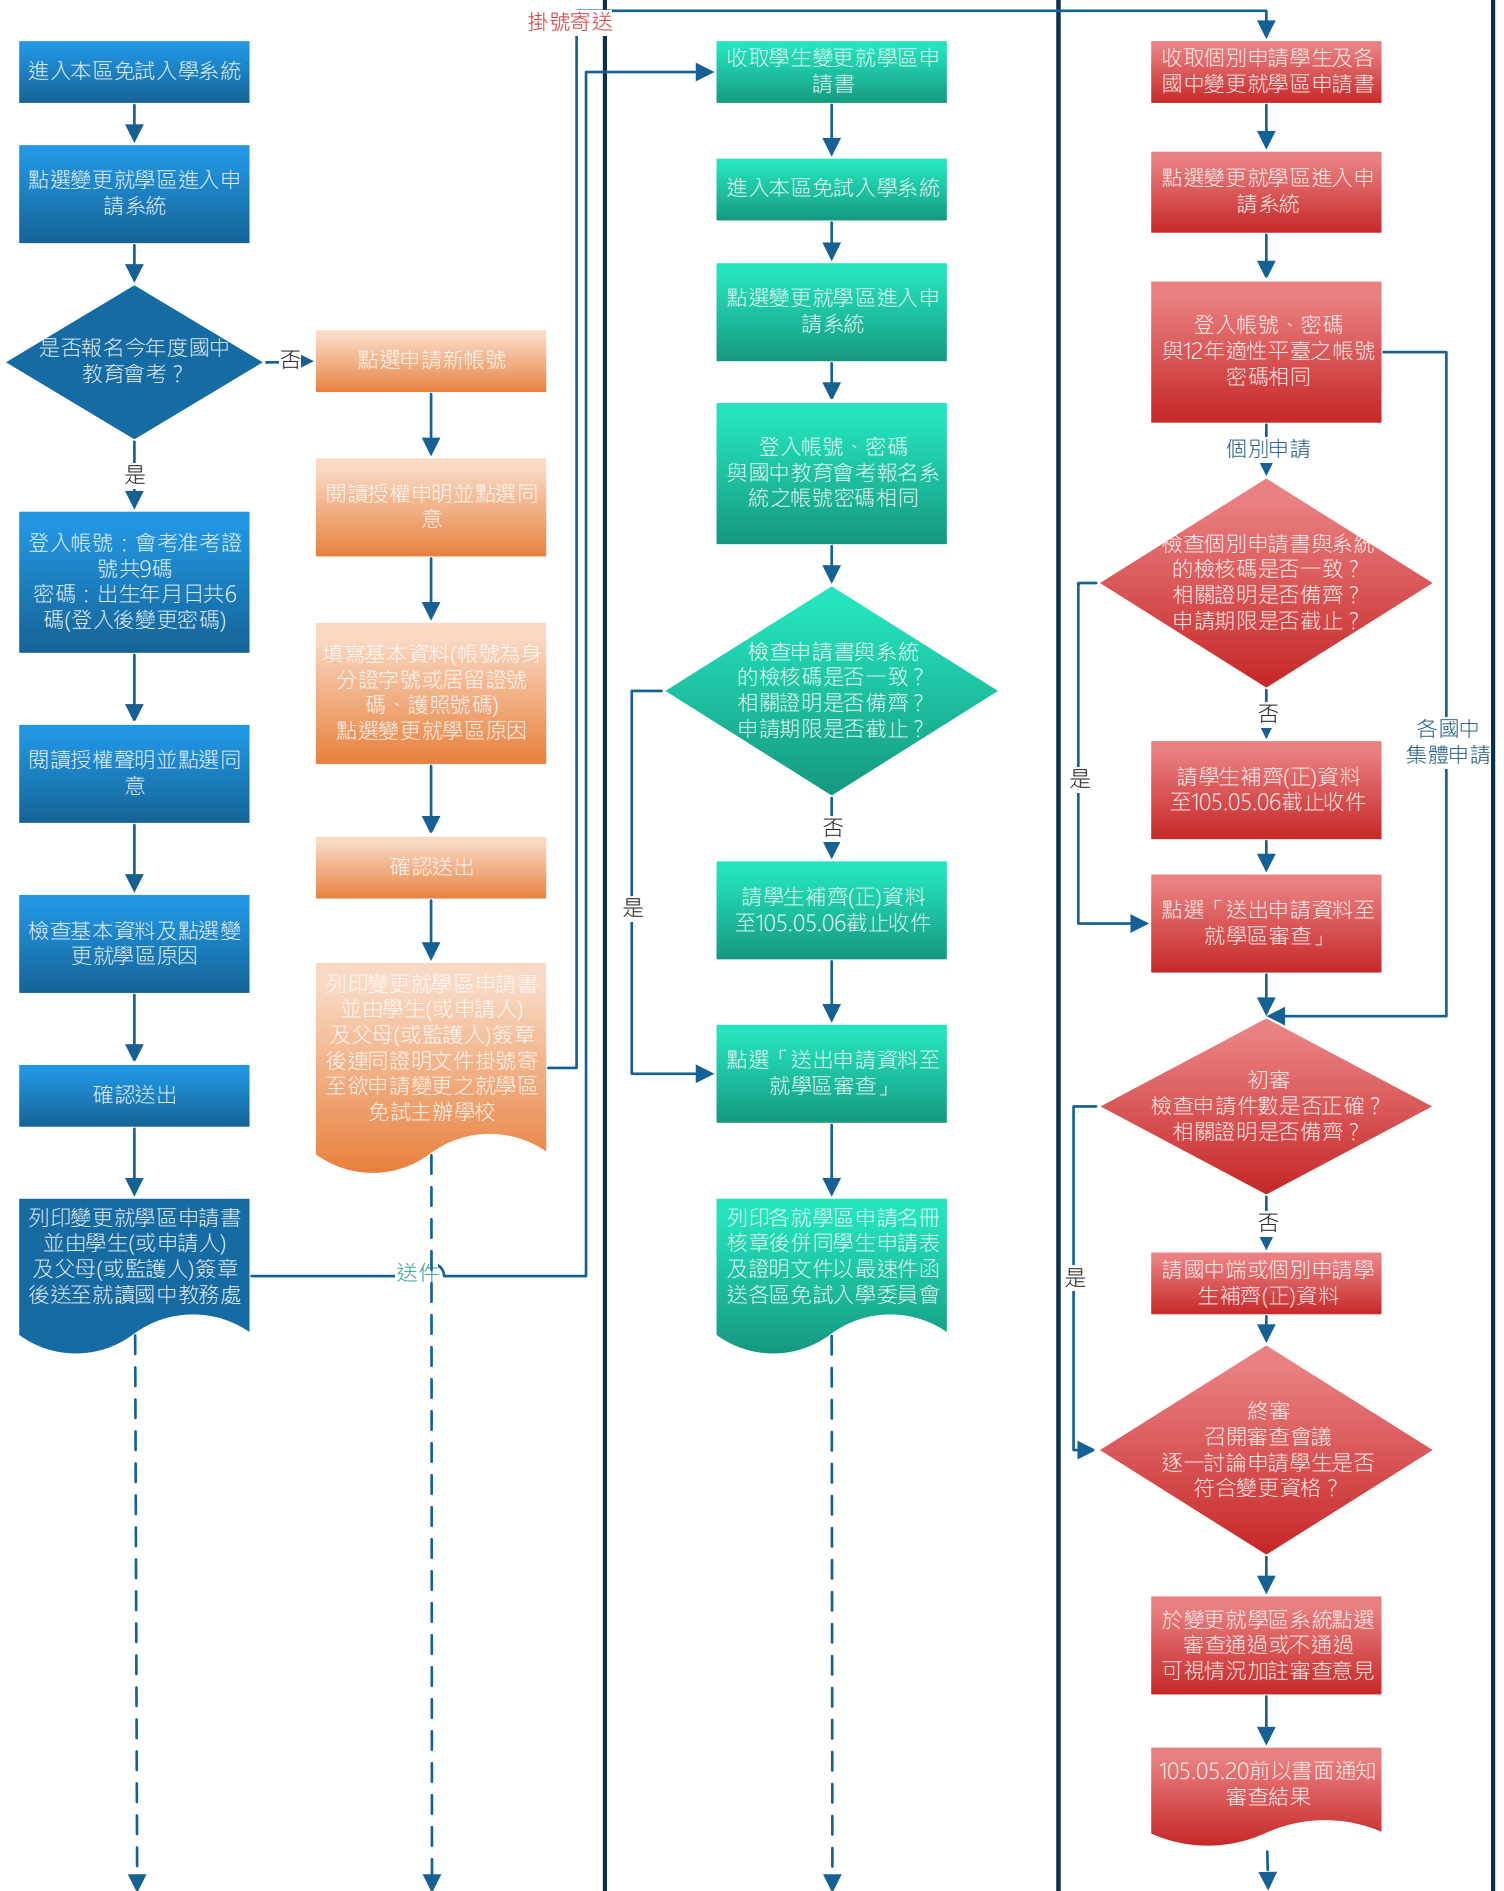 進入本區免試入學系統
點選變更就學區進入申
請系統
是否報名今年度國中
教育會考？
是
登入帳號：會考准考證
號共9碼
密碼：出生年月日共6
碼(登入後變更密碼)
閱讀授權聲明並點選同
意
檢查基本資料及點選變
更就學區原因
確認送出
列印變更就學區申請書
並由學生(或申請人)
及父母(或監護人)簽章
後送至就讀國中教務處
送件
否
點選申請新帳號
閱讀授權申明並點選同
意
填寫基本資料(帳號為身
分證字號或居留證號
碼、護照號碼)
點選變更就學區原因
確認送出
列印變更就學區申請書
並由學生(或申請人)
及父母(或監護人)簽章
後連同證明文件掛號寄
至欲申請變更之就學區
免試主辦學校
掛號寄送
收取學生變更就學區申
請書
進入本區免試入學系統
點選變更就學區進入申
請系統
登入帳號、密碼
與國中教育會考報名系
統之帳號密碼相同
檢查申請書與系統
的檢核碼是否一致？
相關證明是否備齊？
申請期限是否截止？
否
是
請學生補齊(正)資料
至105.05.06截止收件
點選「送出申請資料至
就學區審查」
列印各就學區申請名冊
核章後併同學生申請表
及證明文件以最速件函
送各區免試入學委員會
收取個別申請學生及各
國中變更就學區申請書
點選變更就學區進入申
請系統
登入帳號、密碼
與12年適性平臺之帳號
密碼相同
個別申請
檢查個別申請書與系統
的檢核碼是否一致？
相關證明是否備齊？
申請期限是否截止？
否
各國中
集體申請
是
請學生補齊(正)資料
至105.05.06截止收件
點選「送出申請資料至
就學區審查」
初審
檢查申請件數是否正確？
相關證明是否備齊？
否
是
請國中端或個別申請學
生補齊(正)資料
終審
召開審查會議
逐一討論申請學生是否
符合變更資格？
於變更就學區系統點選
審查通過或不通過
可視情況加註審查意見
105.05.20前以書面通知
審查結果